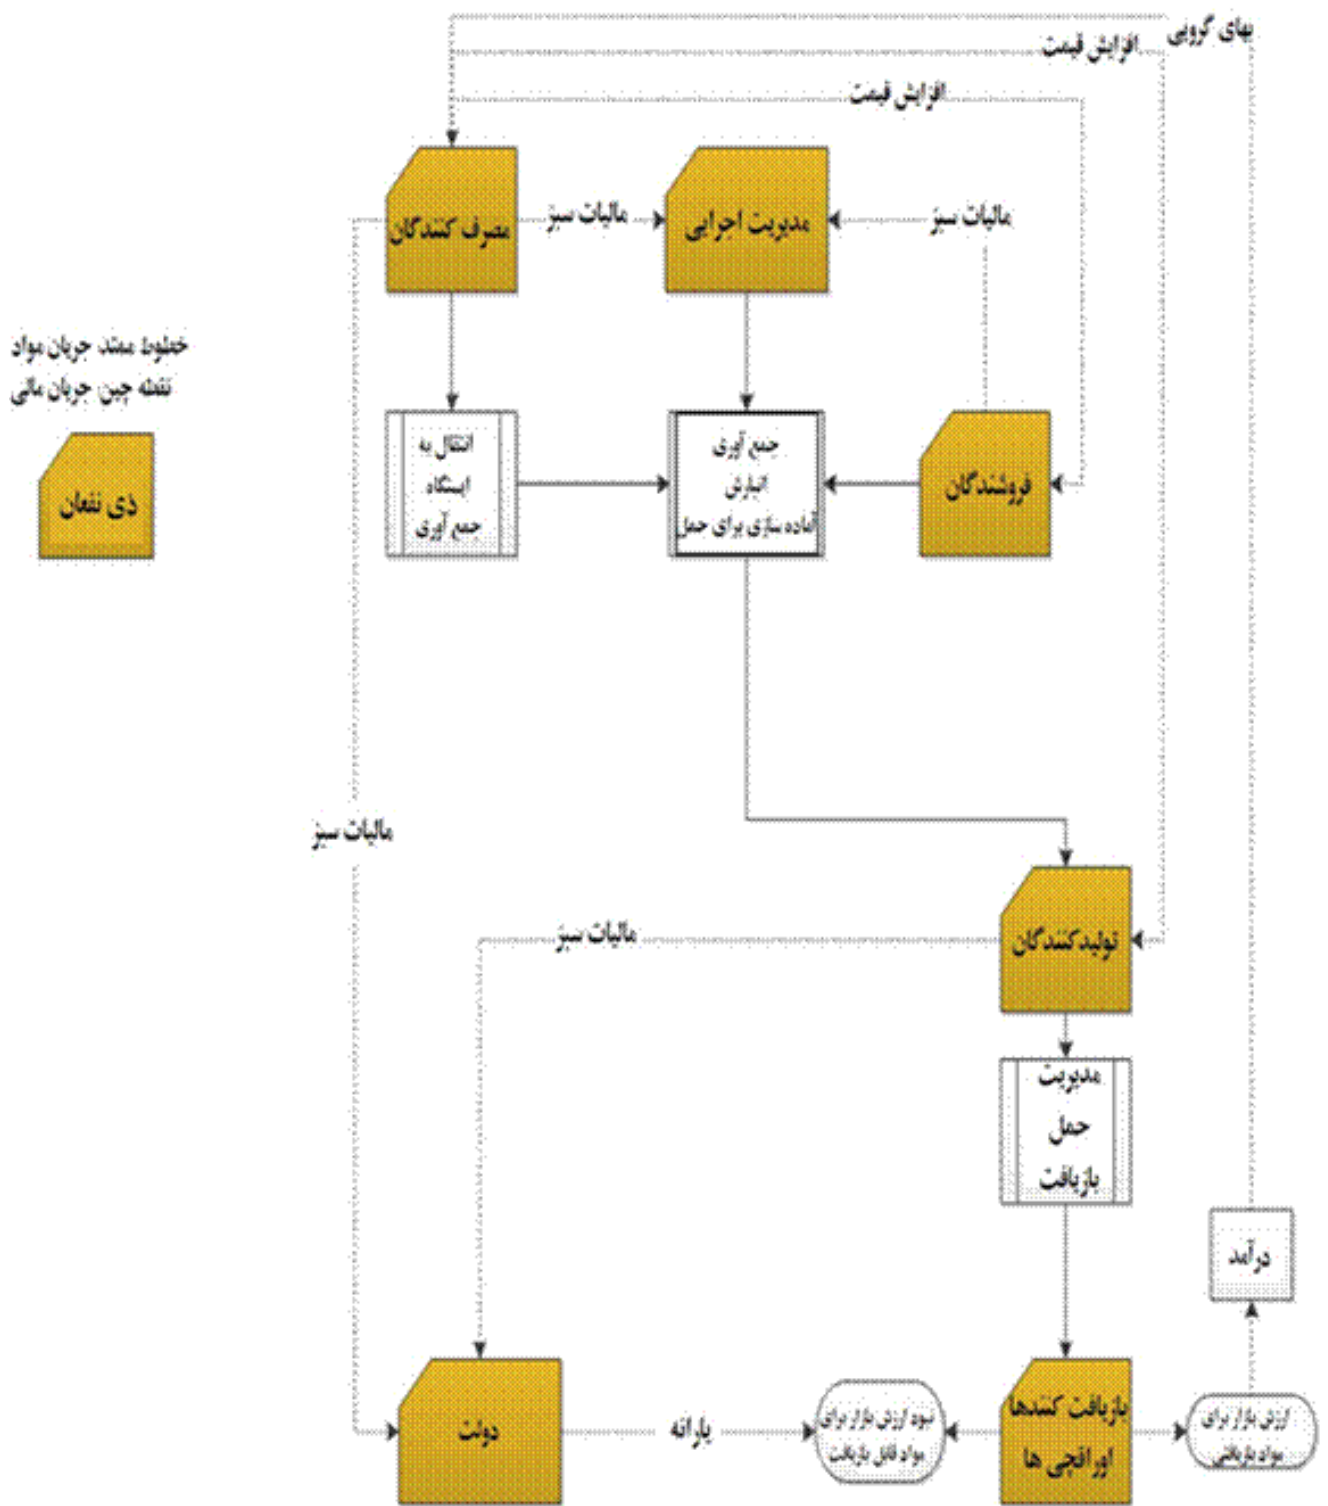 بهای گرویی
افزایش قیمت
افزایش قیمت
مصرف کنندگان
مالیات سبز
مدیریت اجرایی
مالیات سبز
خطوط ممتد جریان مواد
نقطه چین جریان مالی
ذی نفعان
انتقال به
ایستگاه
جمع آوری
جمع آوری
انبارش
آماده سازی برای حمل
فروشندگان
مالیات سبز
مالیات سبز
تولیدکنندگان
مدیریت
حمل
بازیافت
درآمد
دولت
یارانه
نبود ارزش بازار برای
مواد قابل بازیافت
بازیافت کنندها
اوراقچی ها
ارزش بازار برای
مواد بازیافتی